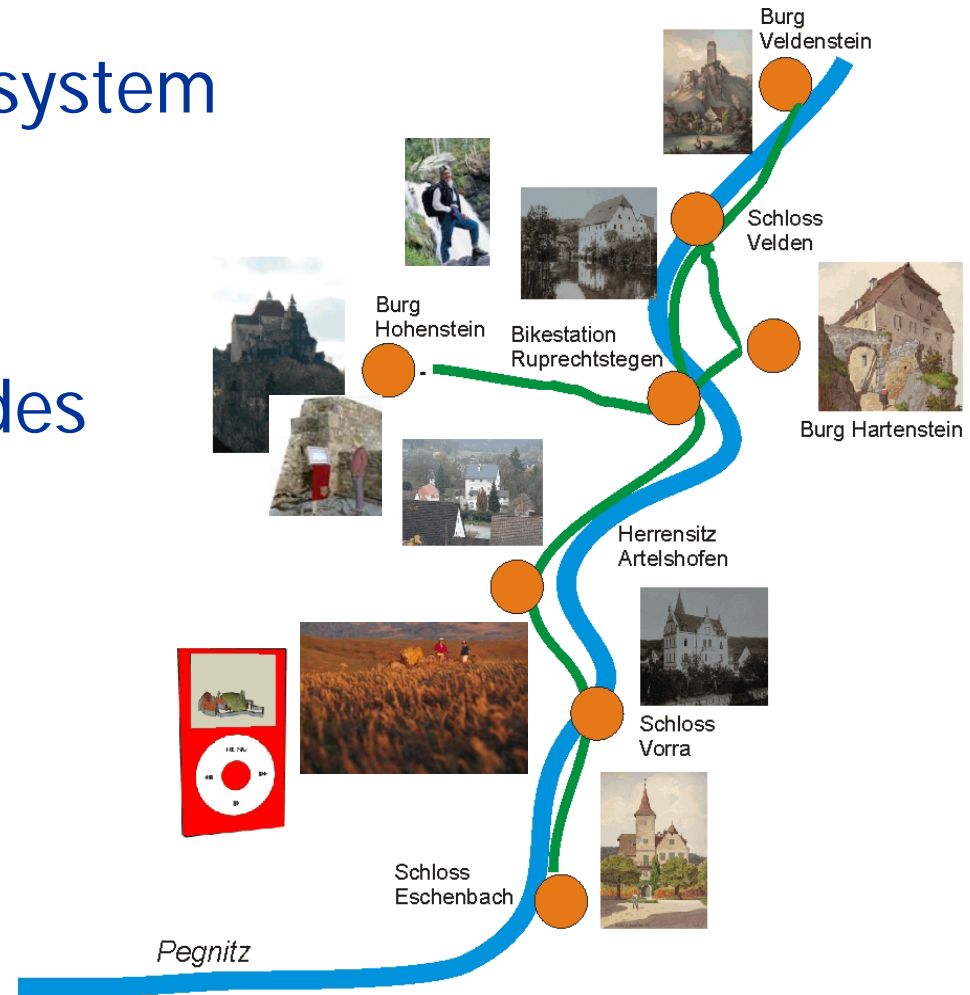 system
des
Burg
Veldenstein
Schloss
Velden
Burg
Hohenstein
-
Bikestation
Ruprechtstegen
Burg Hartenstein
Herrensitz
Artelshofen
MENU
Schloss
Vorra
Schloss
Eschenbach
Pegnitz